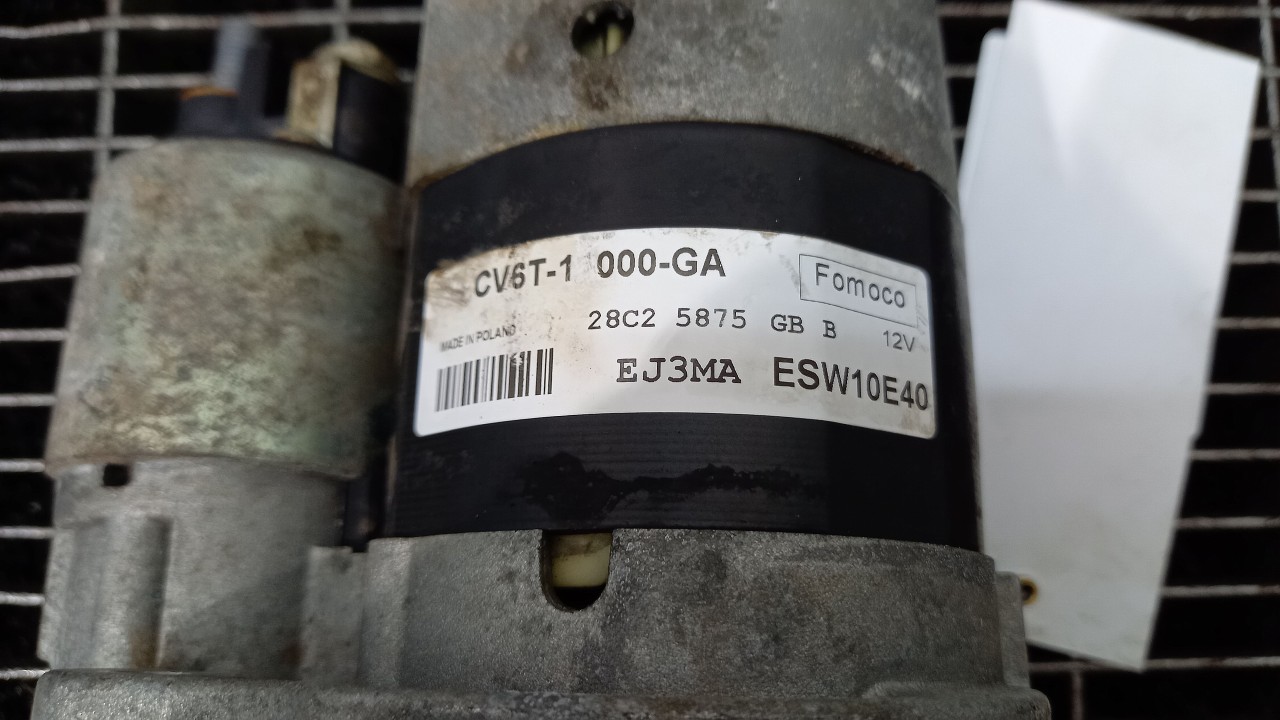 CV6T-1 000-GA
Fomoco
28C2 5875 GB B 12V
MADE IN POLAND
EJ3MA ESW10E40